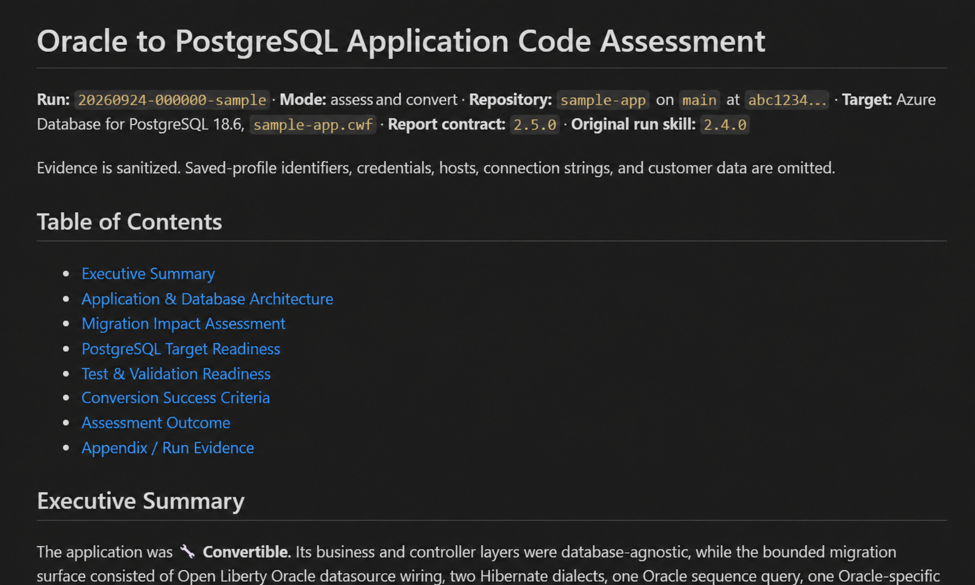 Oracle to PostgreSQL Application Code Assessment
Run: 20260924-000000-sample · Mode: assess and convert · Repository: sample-app on main at abc1234... · Target: Azure
Database for PostgreSQL 18.6, sample-app.cwf · Report contract: 2.5.0 · Original run skill: 2.4.0
Evidence is sanitized. Saved-profile identifiers, credentials, hosts, connection strings, and customer data are omitted.
Table of Contents
• Executive Summary
• Application & Database Architecture
• Migration Impact Assessment
• PostgreSQL Target Readiness
• Test & Validation Readiness
• Conversion Success Criteria
• Assessment Outcome
• Appendix / Run Evidence
Executive Summary
The application was 🔧 Convertible. Its business and controller layers were database-agnostic, while the bounded migration
surface consisted of Open Liberty Oracle datasource wiring, two Hibernate dialects, one Oracle sequence query, one Oracle-specific